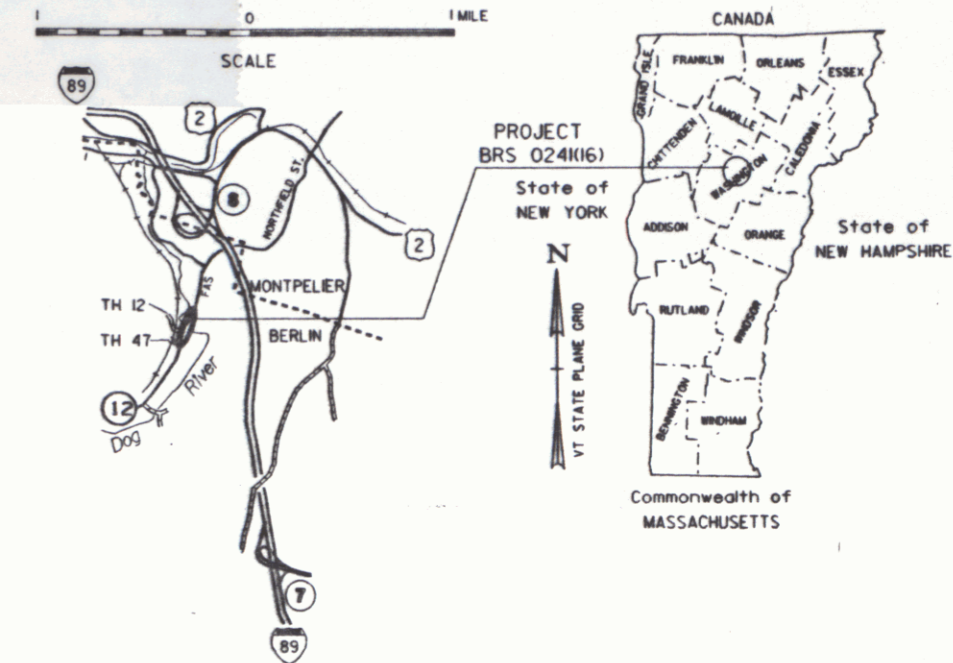 1 0 1 MILE
SCALE
89
2
8
NORTHFIELD ST.
2
FAS
MONTPELIER
TH 12
TH 47
BERLIN
River
12
Dog
7
89
PROJECT
BRS 0241(16)
State of
NEW YORK
N
VT STATE PLANE GRID
CANADA
GRAND ISLE
FRANKLIN
ORLEANS
ESSEX
LAMOILLE
CHITTENDEN
CALEDONIA
WASHINGTON
ADDISON
ORANGE
State of
NEW HAMPSHIRE
RUTLAND
WINDSOR
BENNINGTON
WINDHAM
Commonwealth of
MASSACHUSETTS